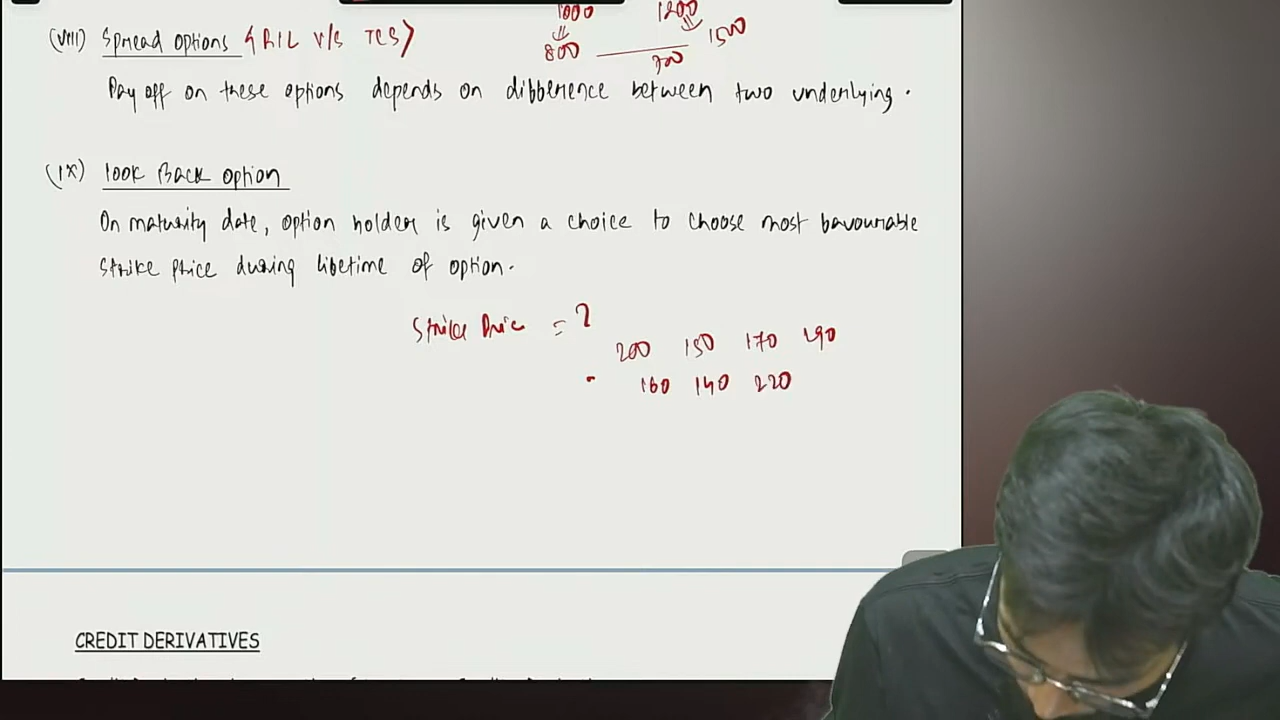 1000 1200
(VIII) Spread Options {RIL V/S TCS} 800 700 1500
Pay off on these options depends on difference between two underlying.
(IX) Look Back Option
On maturity date, option holder is given a choice to choose most favourable
strike price during lifetime of option.
Strike Price = ?
200 150 170 190
160 140 220
CREDIT DERIVATIVES